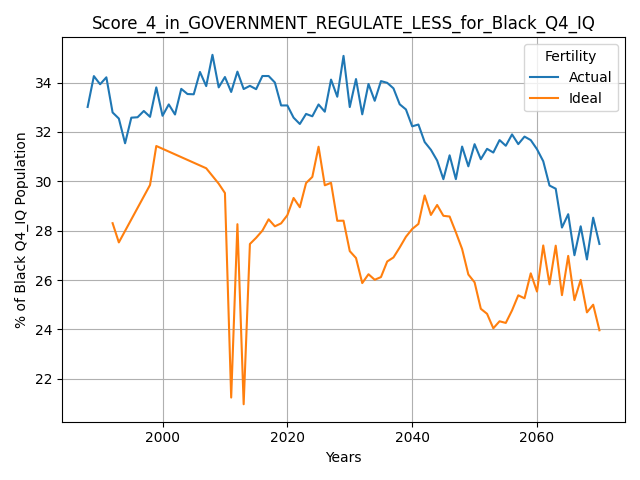 Score_4_in_GOVERNMENT_REGULATE_LESS_for_Black_Q4_IQ
Fertility
Actual
Ideal
% of Black Q4_IQ Population
34
32
30
28
26
24
22
2000
2020
2040
2060
Years